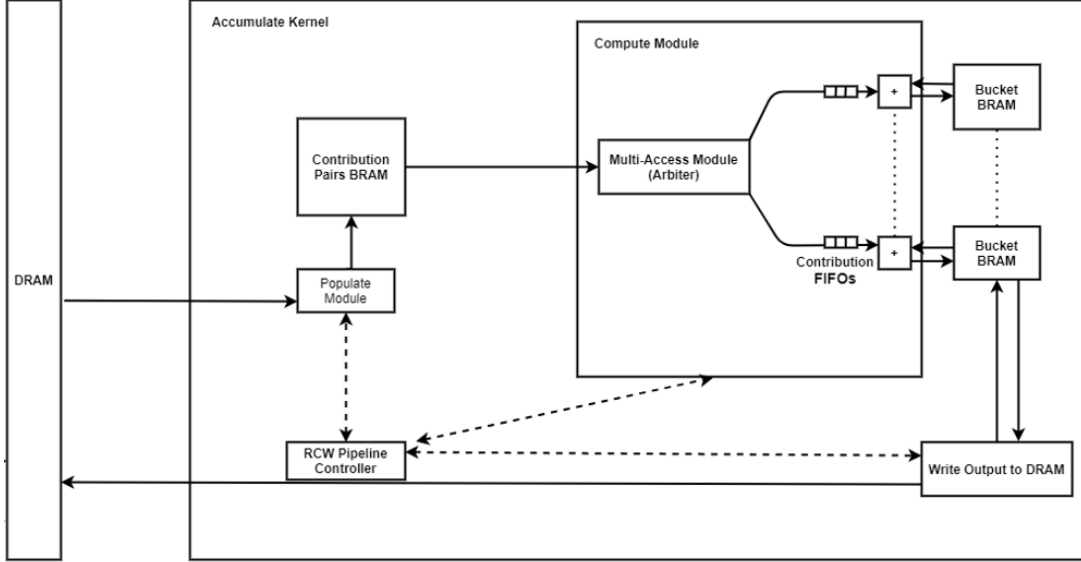 Accumulate Kernel
Compute Module
Bucket
BRAM
+
Contribution
Pairs BRAM
Multi-Access Module
(Arbiter)
Bucket
BRAM
+
Contribution
FIFOs
DRAM
Populate
Module
RCW Pipeline
Controller
Write Output to DRAM